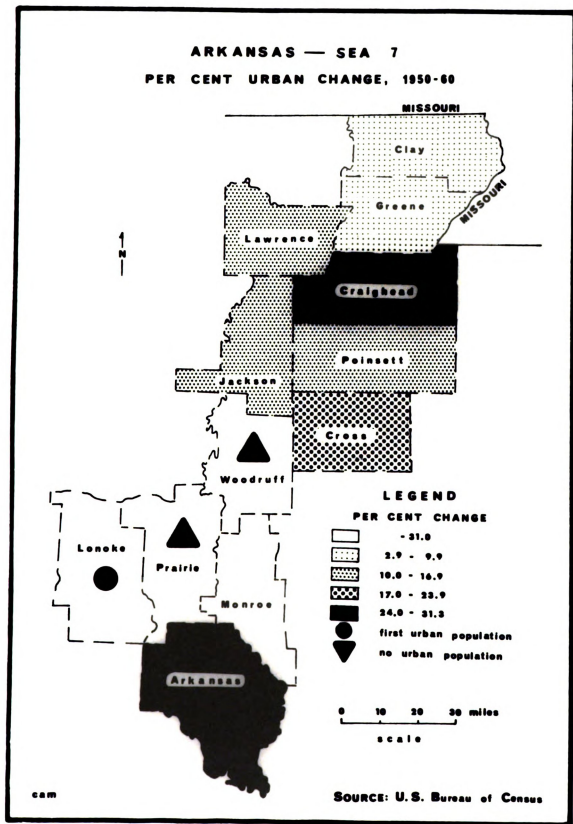 ARKANSAS — SEA 7
PER CENT URBAN CHANGE, 1950-60
MISSOURI
Clay
Greene
MISSOURI
Lawrence
N
Craighead
Poinsett
Jackson
Cross
Woodruff
Lonoke
Prairie
Monroe
Arkansas
LEGEND
PER CENT CHANGE
-31.0
2.9 - 9.9
10.0 - 16.9
17.0 - 23.9
24.0 - 31.3
first urban population
no urban population
0 10 20 30 miles
scale
cam
SOURCE: U.S. Bureau of Census